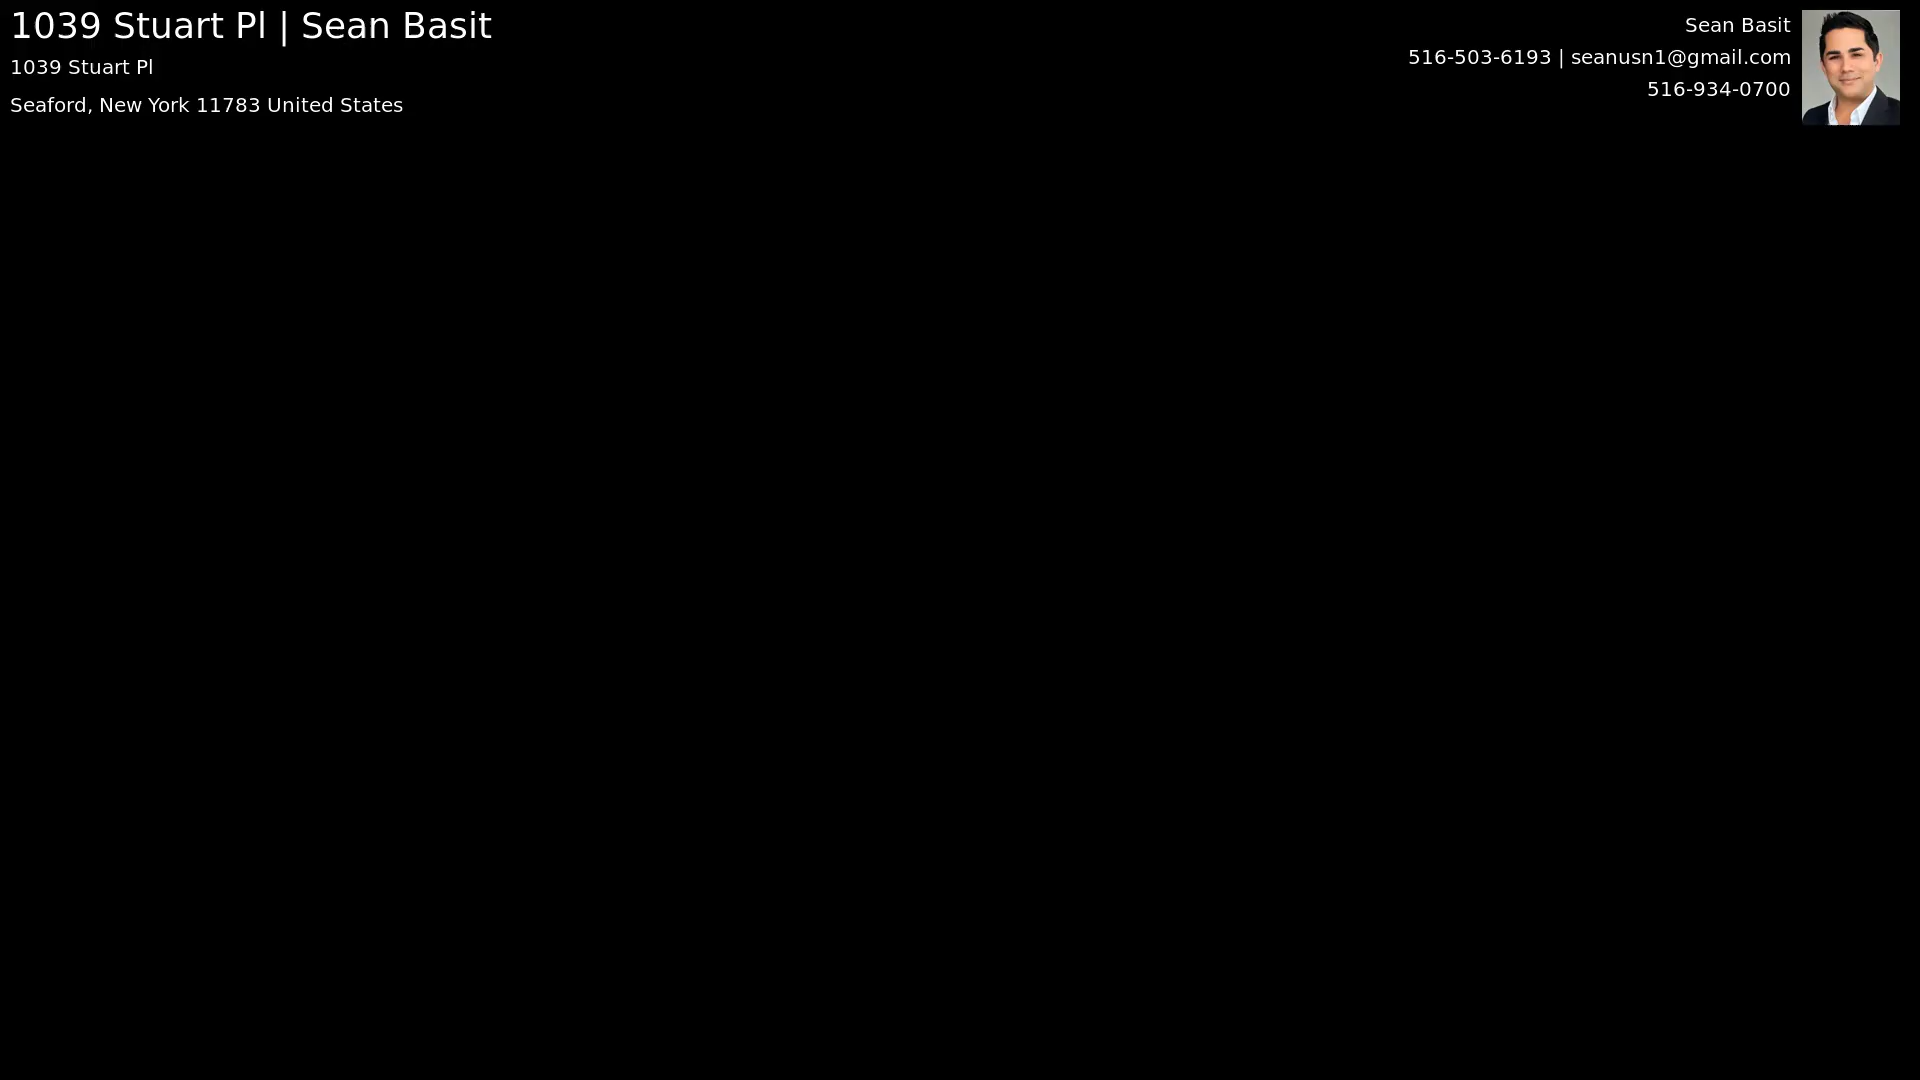 1039 Stuart Pl | Sean Basit
1039 Stuart Pl
Seaford, New York 11783 United States
Sean Basit
516-503-6193 | seanusn1@gmail.com
516-934-0700